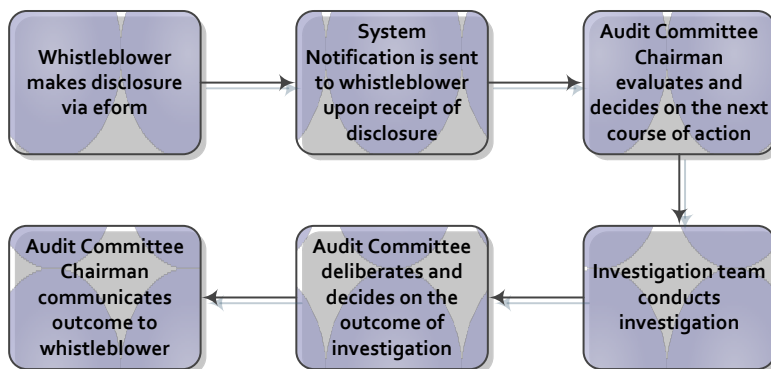 Whistleblower
makes disclosure
via eform
System
Notification is sent
to whistleblower
upon receipt of
disclosure
Audit Committee
Chairman
evaluates and
decides on the next
course of action
Investigation team
conducts
investigation
Audit Committee
deliberates and
decides on the
outcome of
investigation
Audit Committee
Chairman
communicates
outcome to
whistleblower